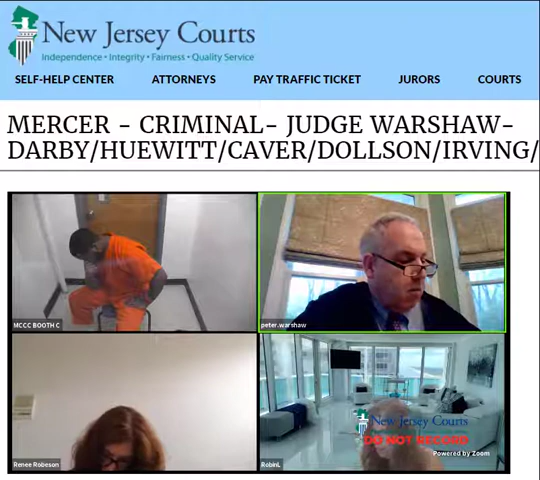 New Jersey Courts
Independence • Integrity • Fairness • Quality Service
SELF-HELP CENTER ATTORNEYS PAY TRAFFIC TICKET JURORS COURTS
MERCER - CRIMINAL- JUDGE WARSHAW-
DARBY/HUEWITT/CAVER/DOLLSON/IRVING/
MCCC BOOTH C
peter.warshaw
New Jersey Courts
DO NOT RECORD
Powered by Zoom
Renee Robeson
RobinL